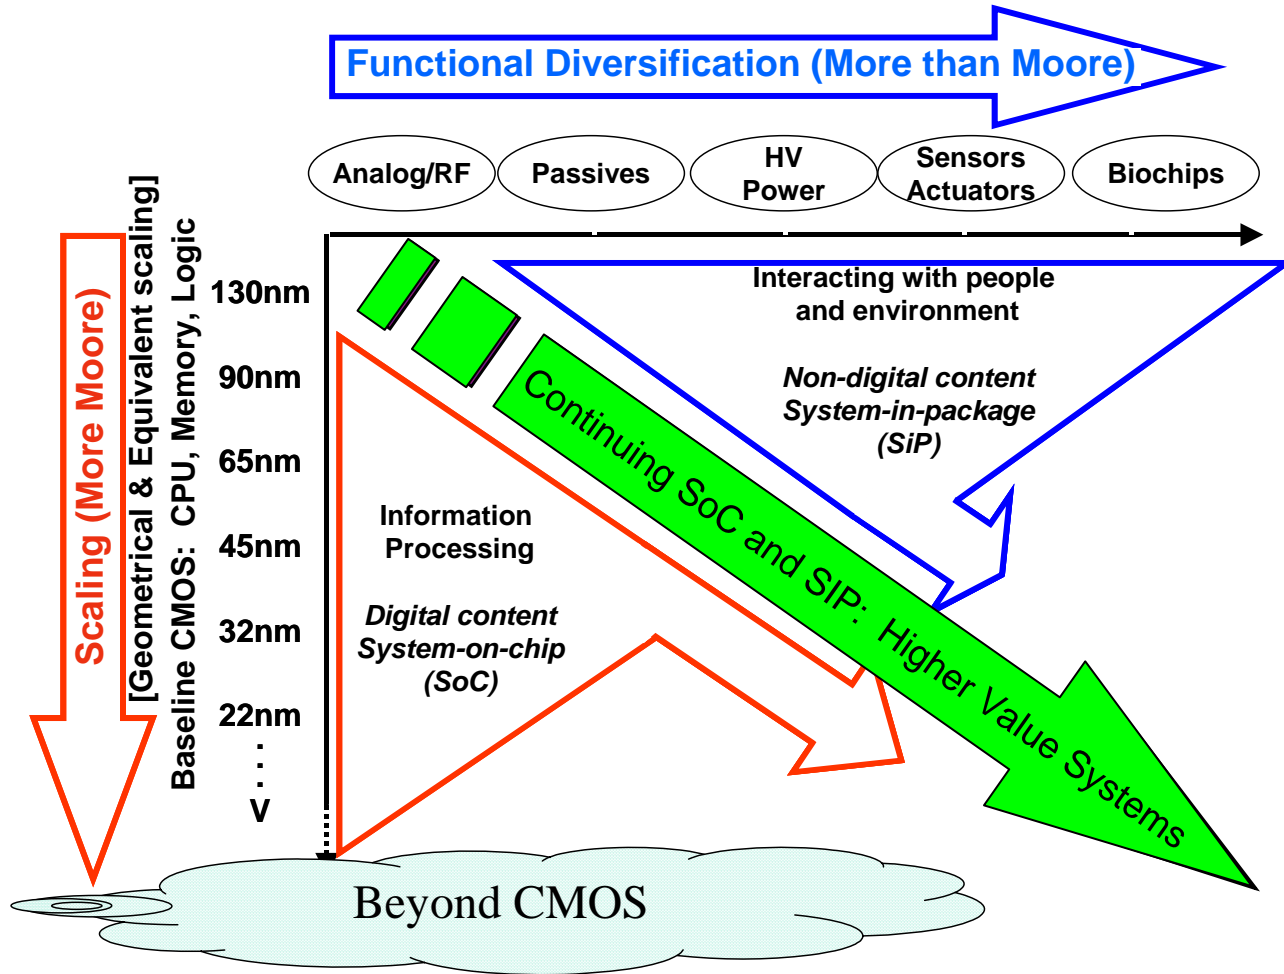 Functional Diversification (More than Moore)
Analog/RF
Passives
HV
Power
Sensors
Actuators
Biochips
Scaling (More Moore)
[Geometrical & Equivalent scaling]
Baseline CMOS: CPU, Memory, Logic
130nm
90nm
65nm
45nm
32nm
22nm
.
.
.
V
Interacting with people
and environment
Non-digital content
System-in-package
(SiP)
Information
Processing
Digital content
System-on-chip
(SoC)
Continuing SoC and SIP: Higher Value Systems
Beyond CMOS